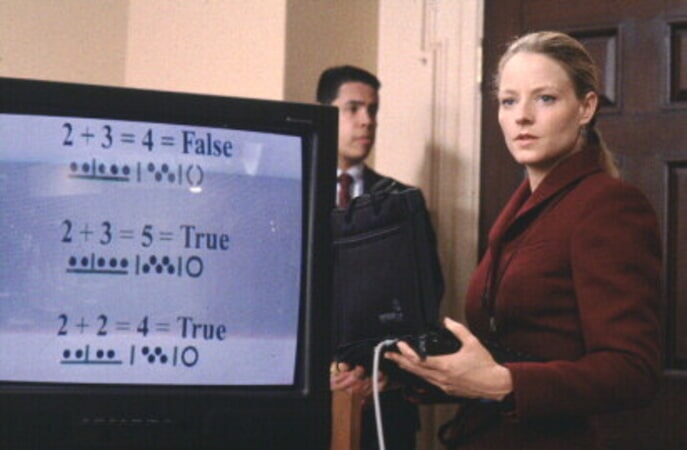 2 + 3 = 4 = False
2 + 3 = 5 = True
2 + 2 = 4 = True